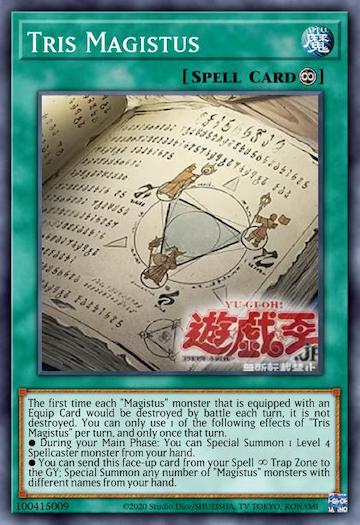 TRIS MAGISTUS
魔
[SPELL CARD∞]
YU-GI-OH!
遊戯王
The first time each "Magistus" monster that is equipped with an
Equip Card would be destroyed by battle each turn, it is not
destroyed. You can only use 1 of the following effects of "Tris
Magistus" per turn, and only once that turn.
● During your Main Phase: You can Special Summon 1 Level 4
Spellcaster monster from your hand.
● You can send this face-up card from your Spell ∞ Trap Zone to
the GY; Special Summon any number of "Magistus" monsters with
different names from your hand.
100415009
©2020 Studio Dice/SHUEISHA, TV TOKYO, KONAMI